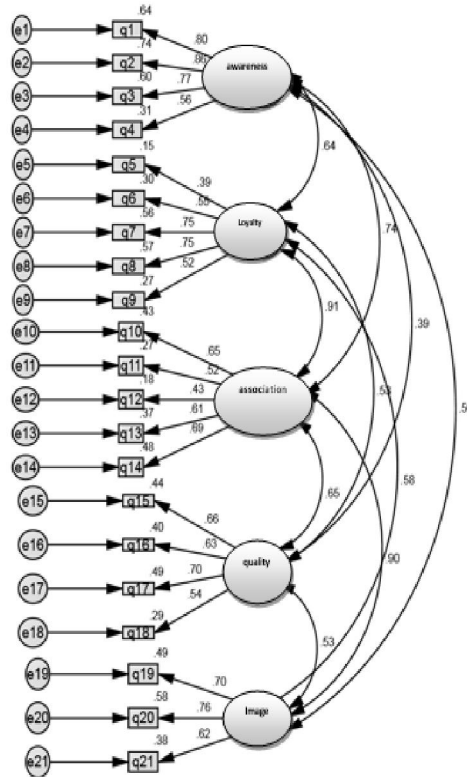 .64
e1 q1 .80
.74
e2 q2 .86 awareness
.60
e3 q3 .77
.31
e4 q4 .56
.15
e5 q5
.30 .39 .64
e6 q6
.56
e7 q7 .75 Loyalty
.57 .75 .74
e8 q8
.27 .52
e9 q9
.43
e10 q10 .91
.27 .65 .39
e11 q11
.18 .52
e12 q12 .43 association .53
.37 .61
e13 q13
.48 .69
e14 q14
.44 .65 .58
e15 q15
.40 .66
e16 q16 .63
.49 quality .90
e17 q17 .70
.54
.29
e18 q18
.49 .53
e19 q19
.58 .70
e20 q20 .76 Image
.38 .62
e21 q21